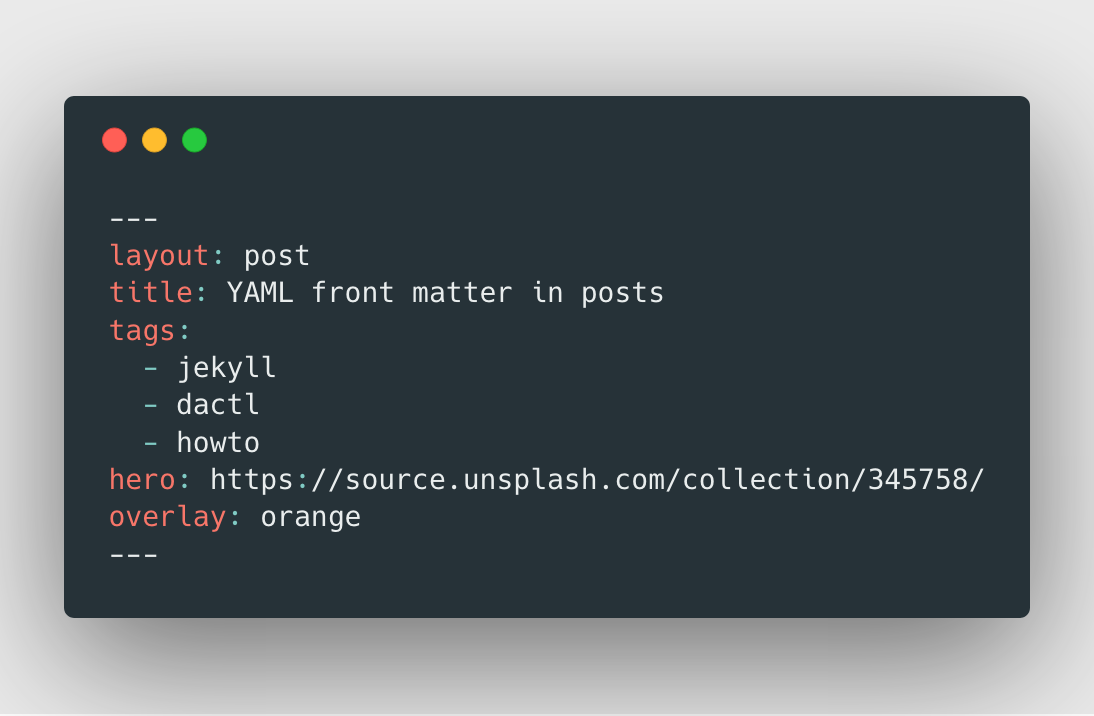 ---
layout: post
title: YAML front matter in posts
tags:
  - jekyll
  - dactl
  - howto
hero: https://source.unsplash.com/collection/345758/
overlay: orange
---